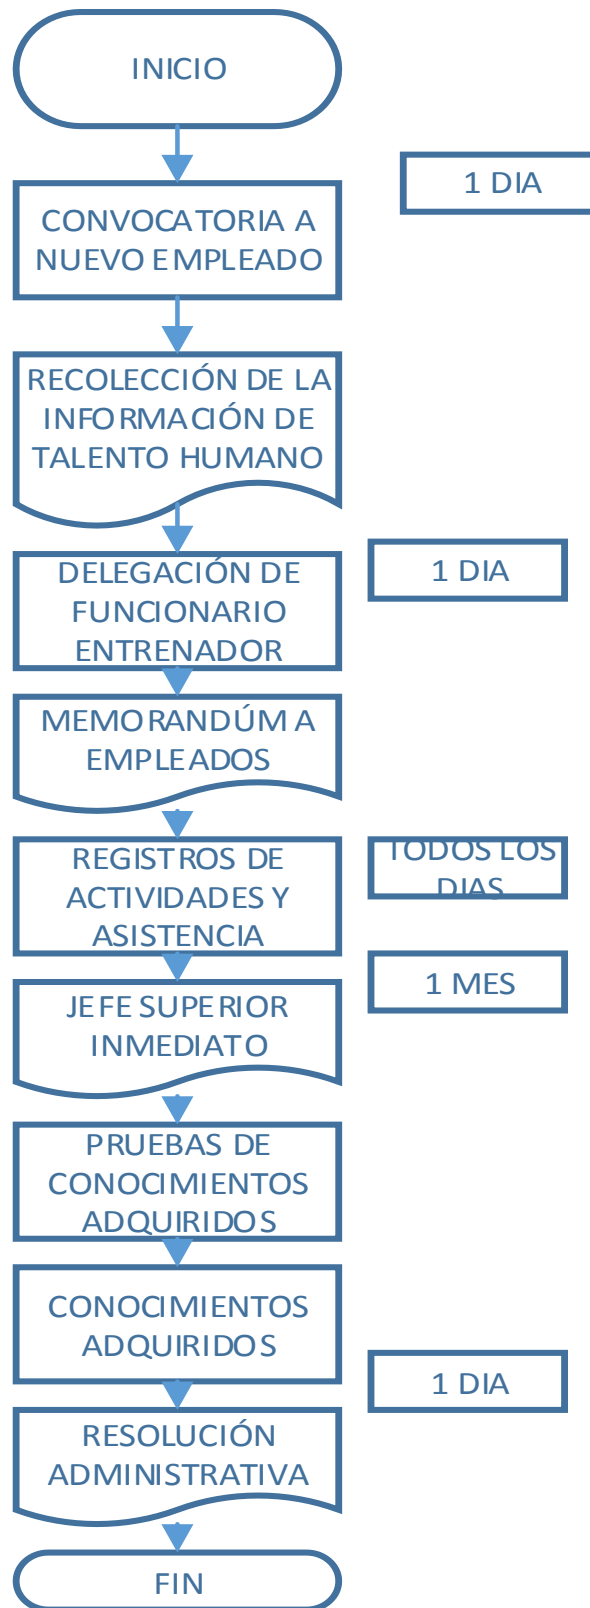 INICIO
1 DIA
CONVOCATORIA A
NUEVO EMPLEADO
RECOLECCIÓN DE LA
INFORMACIÓN DE
TALENTO HUMANO
DELEGACIÓN DE
FUNCIONARIO
ENTRENADOR
1 DIA
MEMORANDÚM A
EMPLEADOS
REGISTROS DE
ACTIVIDADES Y
ASISTENCIA
TODOS LOS
DIAS
JEFE SUPERIOR
INMEDIATO
1 MES
PRUEBAS DE
CONOCIMIENTOS
ADQUIRIDOS
CONOCIMIENTOS
ADQUIRIDOS
1 DIA
RESOLUCIÓN
ADMINISTRATIVA
FIN